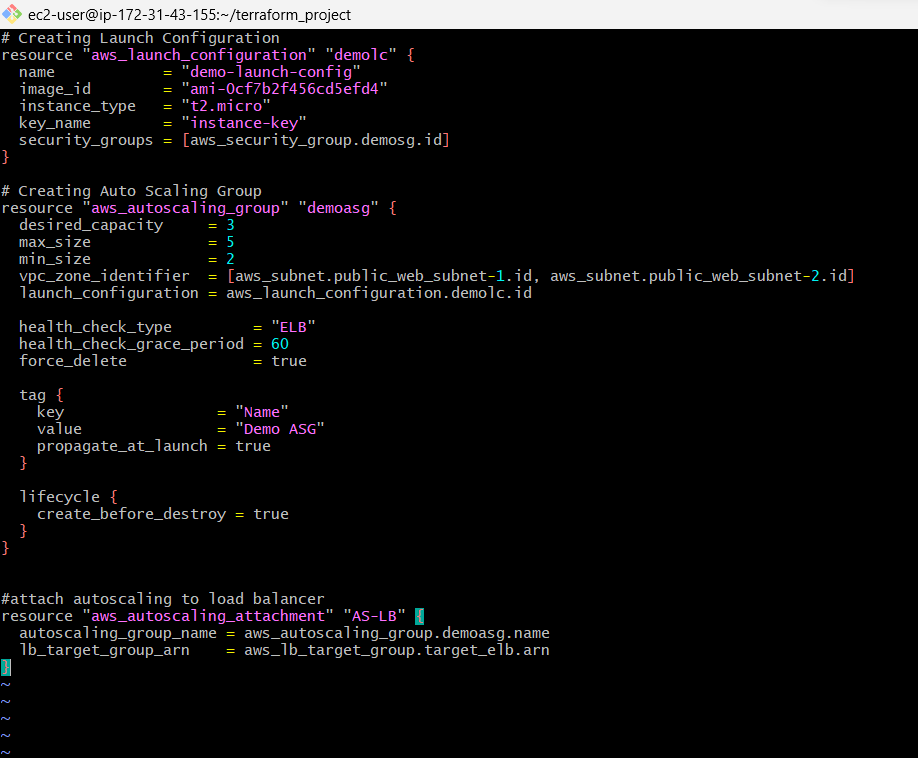 ec2-user@ip-172-31-43-155:~/terraform_project
# Creating Launch Configuration
resource "aws_launch_configuration" "demolc" {
  name            = "demo-launch-config"
  image_id        = "ami-0cf7b2f456cd5efd4"
  instance_type   = "t2.micro"
  key_name        = "instance-key"
  security_groups = [aws_security_group.demosg.id]
}

# Creating Auto Scaling Group
resource "aws_autoscaling_group" "demoasg" {
  desired_capacity     = 3
  max_size             = 5
  min_size             = 2
  vpc_zone_identifier  = [aws_subnet.public_web_subnet-1.id, aws_subnet.public_web_subnet-2.id]
  launch_configuration = aws_launch_configuration.demolc.id

  health_check_type         = "ELB"
  health_check_grace_period = 60
  force_delete              = true

  tag {
    key                 = "Name"
    value               = "Demo ASG"
    propagate_at_launch = true
  }

  lifecycle {
    create_before_destroy = true
  }
}


#attach autoscaling to load balancer
resource "aws_autoscaling_attachment" "AS-LB" {
  autoscaling_group_name = aws_autoscaling_group.demoasg.name
  lb_target_group_arn    = aws_lb_target_group.target_elb.arn
}
~
~
~
~
~